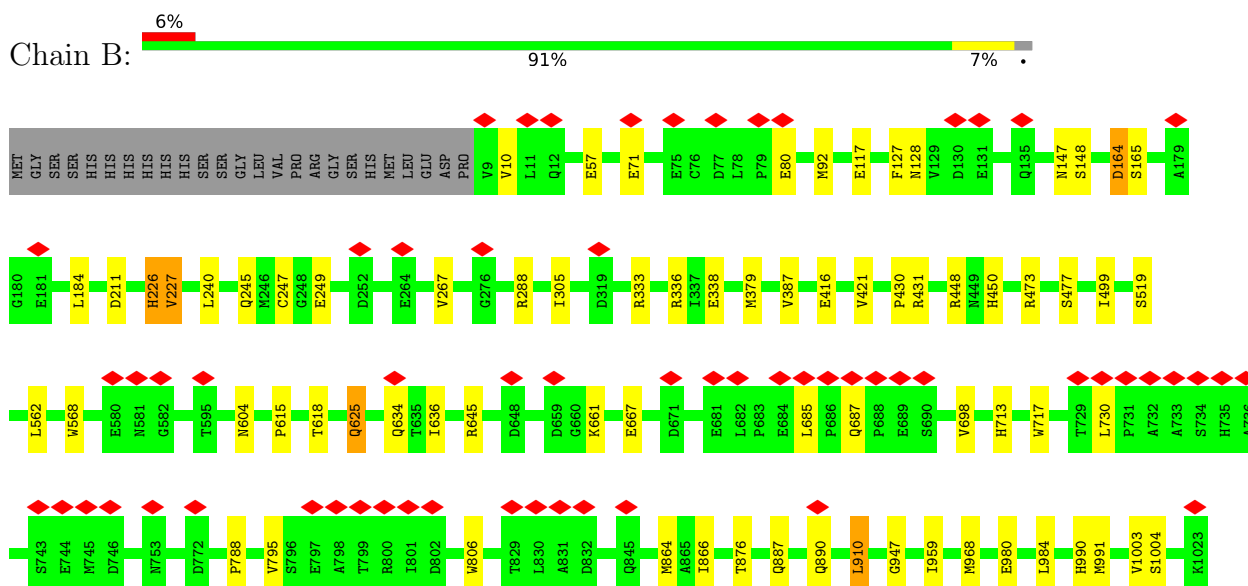 6%
Chain B:
91% 7% •
MET GLY SER SER HIS HIS HIS HIS HIS HIS SER SER GLY LEU VAL PRO ARG GLY SER HIS MET LEU GLU ASP PRO V9 V10 L11 Q12 E57 E71 E75 C76 D77 L78 P79 E80 M92 E117 F127 N128 V129 D130 E131 Q135 N147 S148 D164 S165 A179
G180 E181 L184 D211 H226 V227 L240 Q245 M246 C247 G248 E249 D252 E264 V267 G276 R288 I305 D319 R333 R336 I337 E338 M379 V387 E416 V421 P430 R431 R448 N449 H450 R473 S477 I499 S519
L562 W568 E580 N581 G582 T595 N604 P615 T618 Q625 Q634 T635 I636 R645 D648 D659 G660 K661 E667 D671 E681 L682 P683 E684 L685 P686 Q687 P688 E689 S690 V698 H713 W717 T729 L730 P731 A732 A733 S734 H735 A736
S743 E744 M745 D746 N753 D772 P788 V795 S796 E797 A798 T799 R800 I801 D802 W806 T829 L830 A831 D832 Q845 M864 A865 I866 T876 Q887 Q890 L910 G947 I959 M968 E980 L984 H990 M991 V1003 S1004 K1023